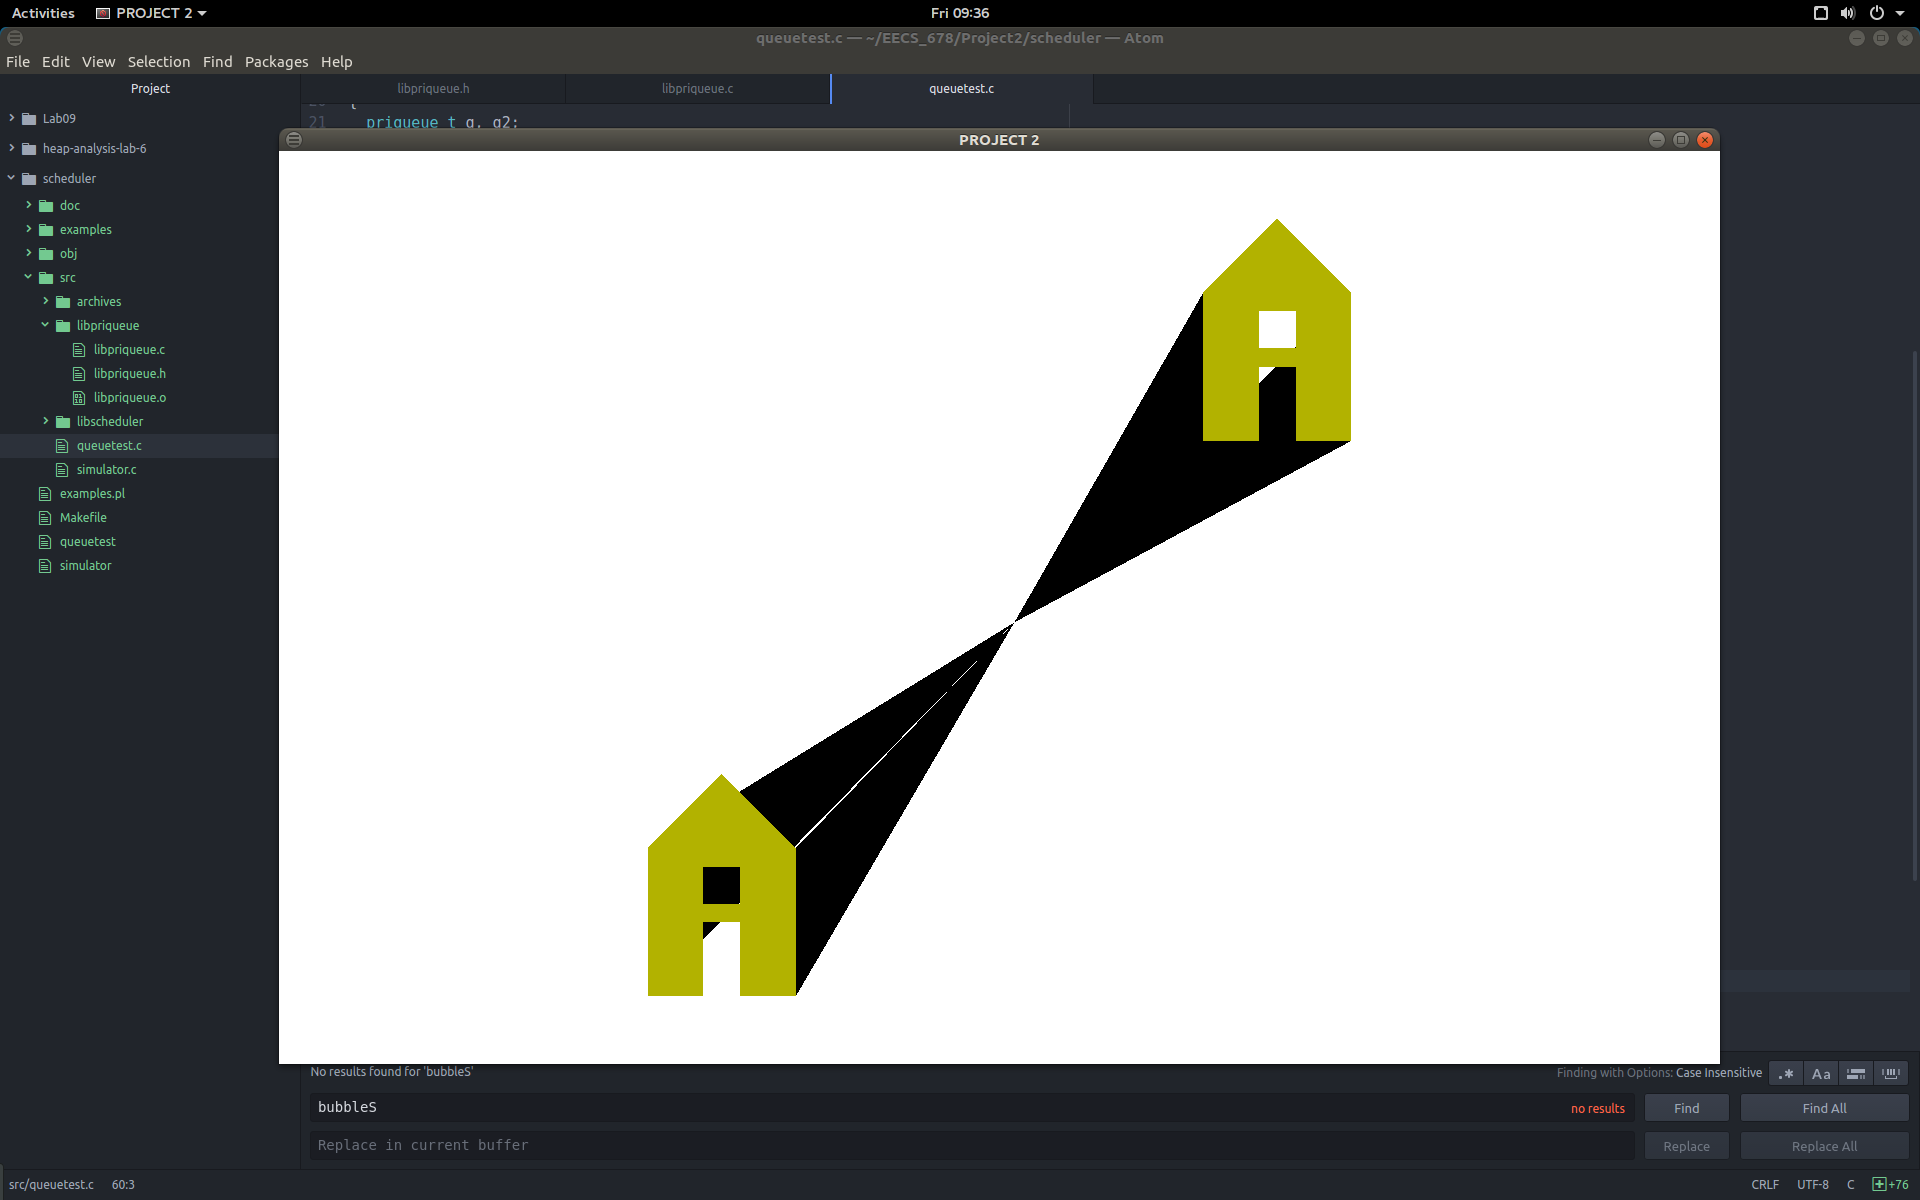 Activities PROJECT 2 Fri 09:36
queuetest.c — ~/EECS_678/Project2/scheduler — Atom
File Edit View Selection Find Packages Help
Project
libpriqueue.h libpriqueue.c queuetest.c
Lab09
heap-analysis-lab-6
scheduler
doc
examples
obj
src
archives
libpriqueue
libpriqueue.c
libpriqueue.h
libpriqueue.o
libscheduler
queuetest.c
simulator.c
examples.pl
Makefile
queuetest
simulator
21 priqueue_t q, q2;
PROJECT 2
No results found for 'bubbleS'
Finding with Options: Case Insensitive .* Aa
bubbleS no results Find Find All
Replace in current buffer Replace Replace All
src/queuetest.c 60:3 CRLF UTF-8 C +76